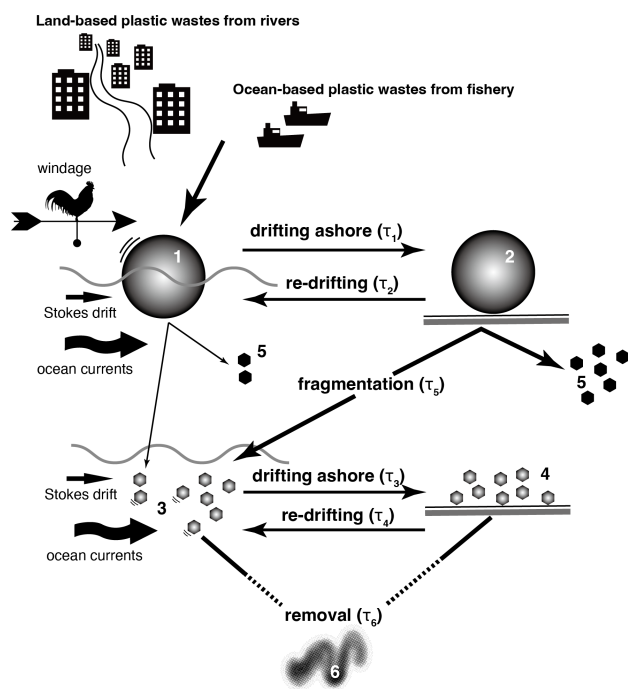 Land-based plastic wastes from rivers
Ocean-based plastic wastes from fishery
windage
drifting ashore (τ₁)
1
2
re-drifting (τ₂)
Stokes drift
5
ocean currents
5
fragmentation (τ₅)
drifting ashore (τ₃)
4
Stokes drift
3
re-drifting (τ₄)
ocean currents
removal (τ₆)
6